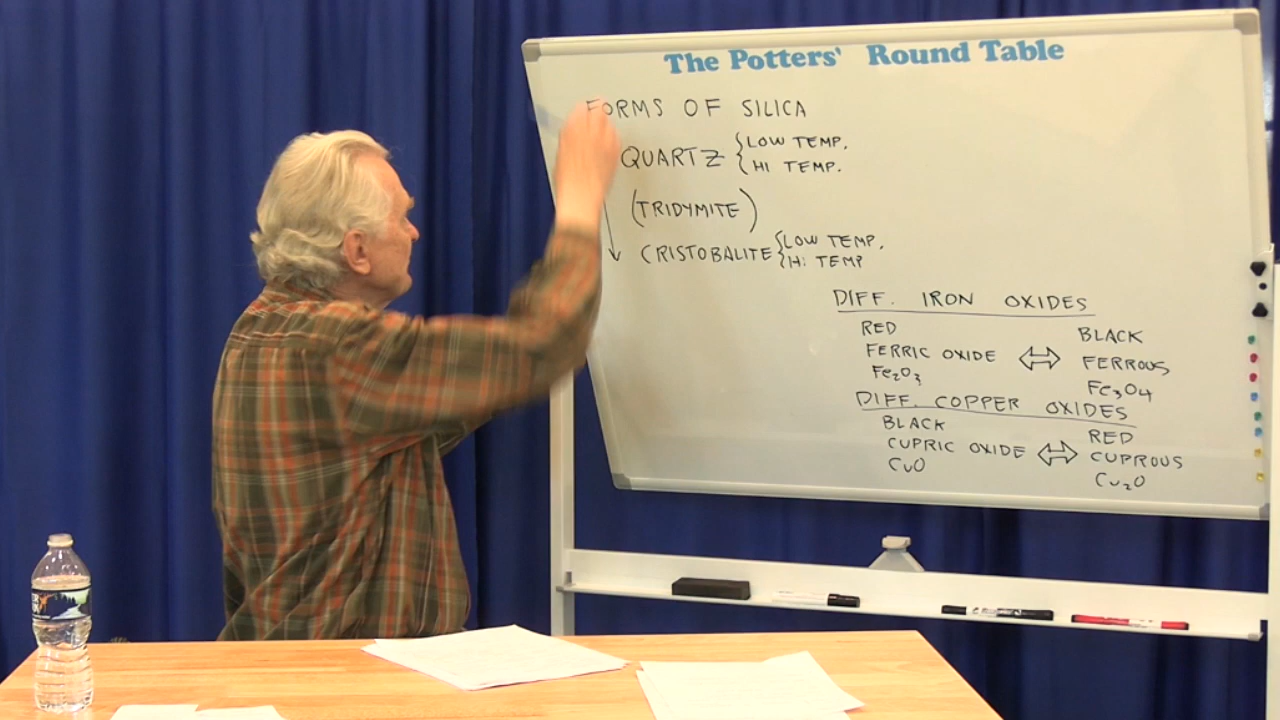 The Potters' Round Table
FORMS OF SILICA
QUARTZ { LOW TEMP.
HI TEMP.
(TRIDYMITE)
CRISTOBALITE { LOW TEMP.
HI TEMP
DIFF. IRON OXIDES
RED
FERRIC OXIDE ⇔
Fe₂O₃
BLACK
FERROUS
Fe₃O₄
DIFF. COPPER OXIDES
BLACK
CUPRIC OXIDE ⇔
CuO
RED
CUPROUS
Cu₂O